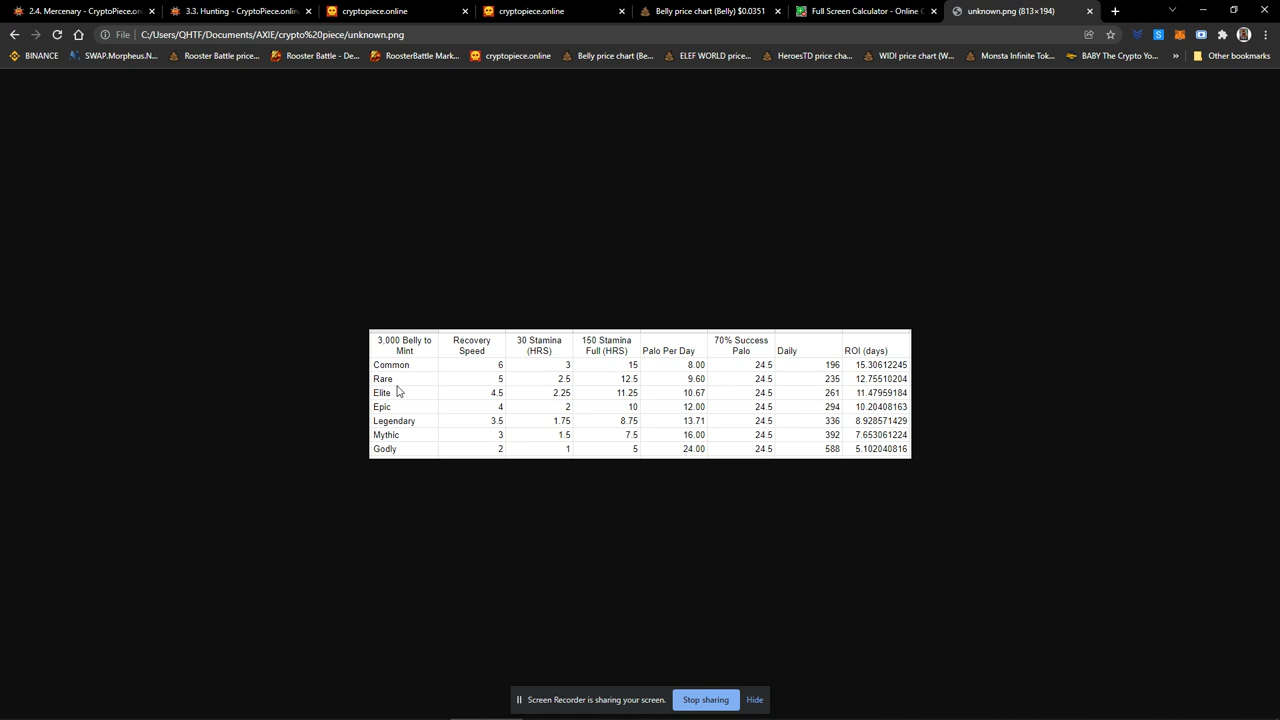 2.4. Mercenary - CryptoPiece.onl
3.3. Hunting - CryptoPiece.onlin
cryptopiece.online
cryptopiece.online
Belly price chart (Belly) $0.0351
Full Screen Calculator - Online C
unknown.png (813×194)
File C:/Users/QHTF/Documents/AXIE/crypto%20piece/unknown.png
BINANCE SWAP.Morpheus.N... Rooster Battle price... Rooster Battle - De... RoosterBattle Mark... cryptopiece.online Belly price chart (Be... ELEF WORLD price... HeroesTD price cha... WIDI price chart (W... Monsta Infinite Tok... BABY The Crypto Yo... » Other bookmarks
3,000 Belly to Mint Recovery Speed 30 Stamina (HRS) 150 Stamina Full (HRS) Palo Per Day 70% Success Palo Daily ROI (days)
Common 6 3 15 8.00 24.5 196 15.30612245
Rare 5 2.5 12.5 9.60 24.5 235 12.75510204
Elite 4.5 2.25 11.25 10.67 24.5 261 11.47959184
Epic 4 2 10 12.00 24.5 294 10.20408163
Legendary 3.5 1.75 8.75 13.71 24.5 336 8.928571429
Mythic 3 1.5 7.5 16.00 24.5 392 7.653061224
Godly 2 1 5 24.00 24.5 588 5.102040816
Screen Recorder is sharing your screen. Stop sharing Hide